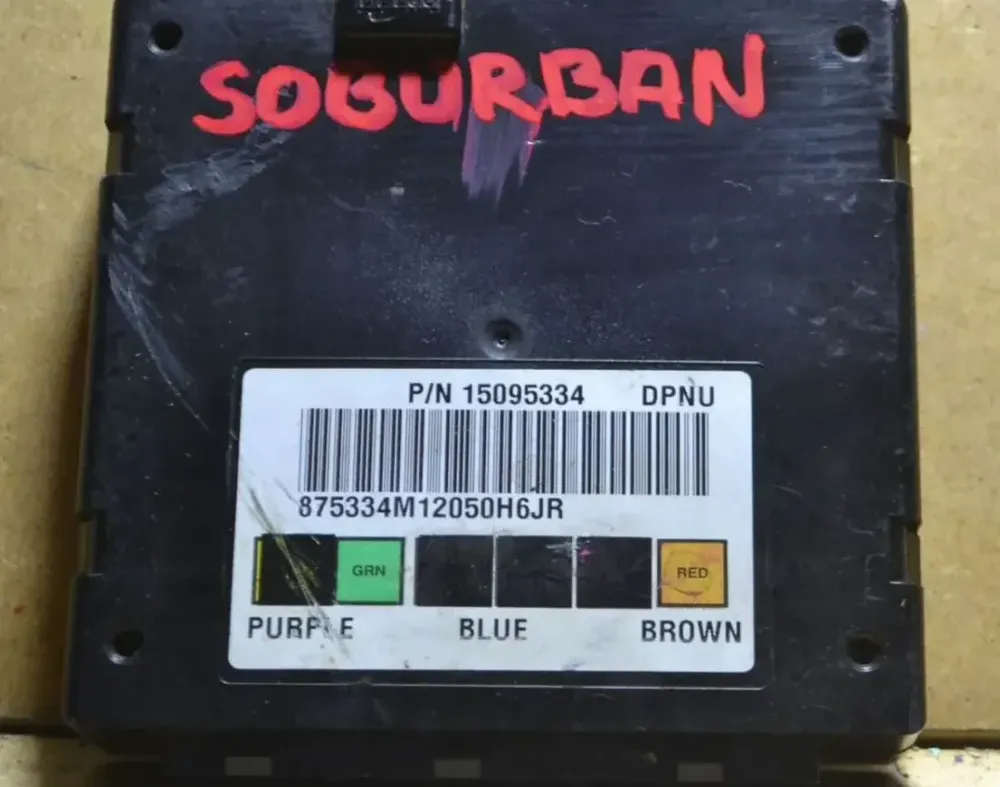 SOBURBAN
P/N 15095334 DPNU
875334M12050H6JR
GRN RED
PURPLE BLUE BROWN